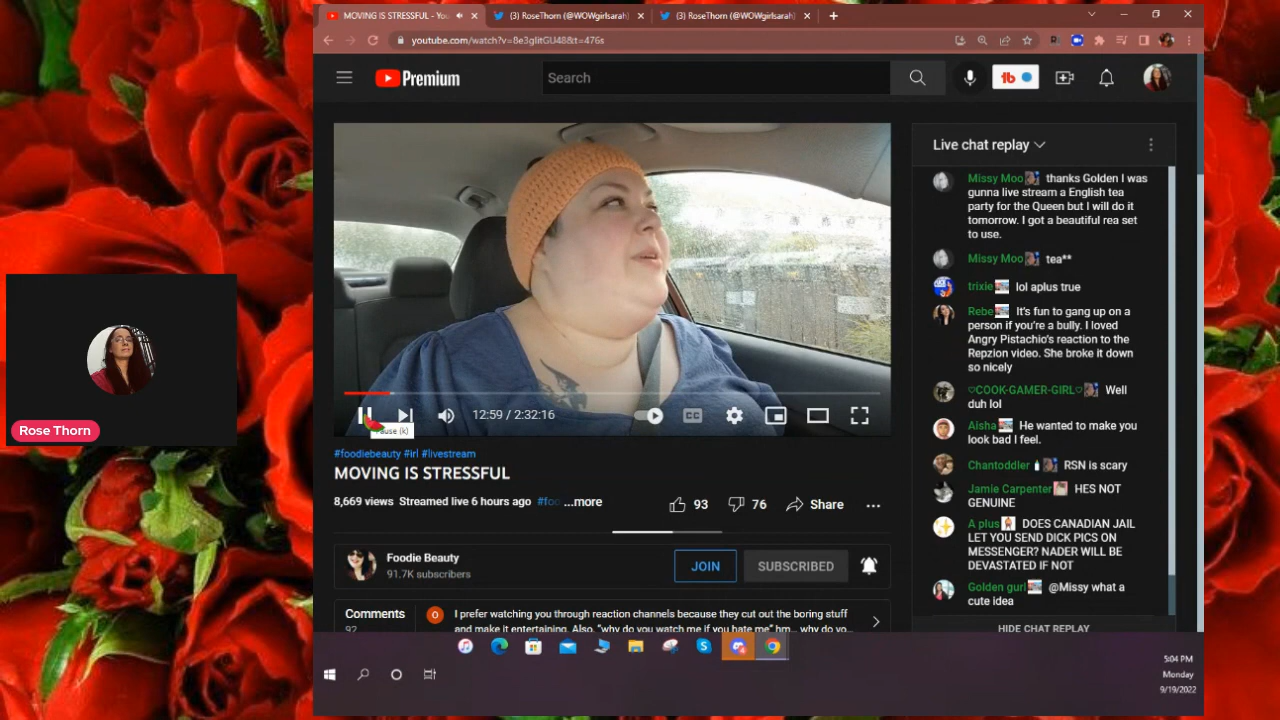 MOVING IS STRESSFUL - You
(3) RoseThorn (@WOWgirlsarah)
(3) RoseThorn (@WOWgirlsarah)
youtube.com/watch?v=8e3glitGU48&t=476s
Premium
Search
tb
Live chat replay
Missy Moo thanks Golden I was
gunna live stream a English tea
party for the Queen but I will do it
tomorrow. I got a beautiful rea set
to use.
Missy Moo tea**
trixie lol aplus true
Rebe It's fun to gang up on a
person if you're a bully. I loved
Angry Pistachio's reaction to the
Repzion video. She broke it down
so nicely
♡COOK-GAMER-GIRL♡ Well
duh lol
Aisha He wanted to make you
look bad I feel.
Chantoddler RSN is scary
Jamie Carpenter HES NOT
GENUINE
A plus DOES CANADIAN JAIL
LET YOU SEND DICK PICS ON
MESSENGER? NADER WILL BE
DEVASTATED IF NOT
Golden gurl @Missy what a
cute idea
HIDE CHAT REPLAY
12:59 / 2:32:16
CC
Pause (k)
#foodiebeauty #irl #livestream
MOVING IS STRESSFUL
8,669 views Streamed live 6 hours ago #foo ...more
93
76
Share
Foodie Beauty
91.7K subscribers
JOIN
SUBSCRIBED
Comments
92
I prefer watching you through reaction channels because they cut out the boring stuff
and make it entertaining. Also, "why do you watch me if you hate me" hm... why do yo...
Rose Thorn
5:04 PM
Monday
9/19/2022